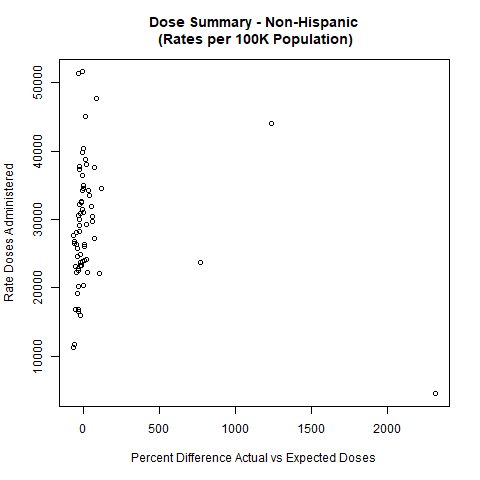 Dose Summary - Non-Hispanic
(Rates per 100K Population)
50000
40000
30000
20000
10000
Rate Doses Administered
0 500 1000 1500 2000
Percent Difference Actual vs Expected Doses